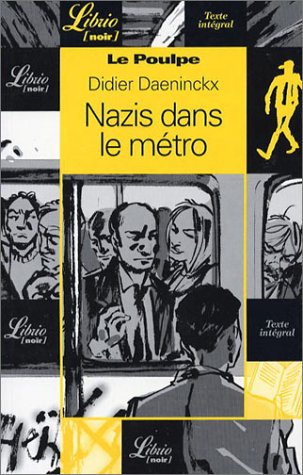 Librio
[noir]
Texte
intégral
Librio
[noir]
Le Poulpe
Didier Daeninckx
Nazis dans
le métro
Librio
[noir]
Texte
intégral
Librio
[noir]